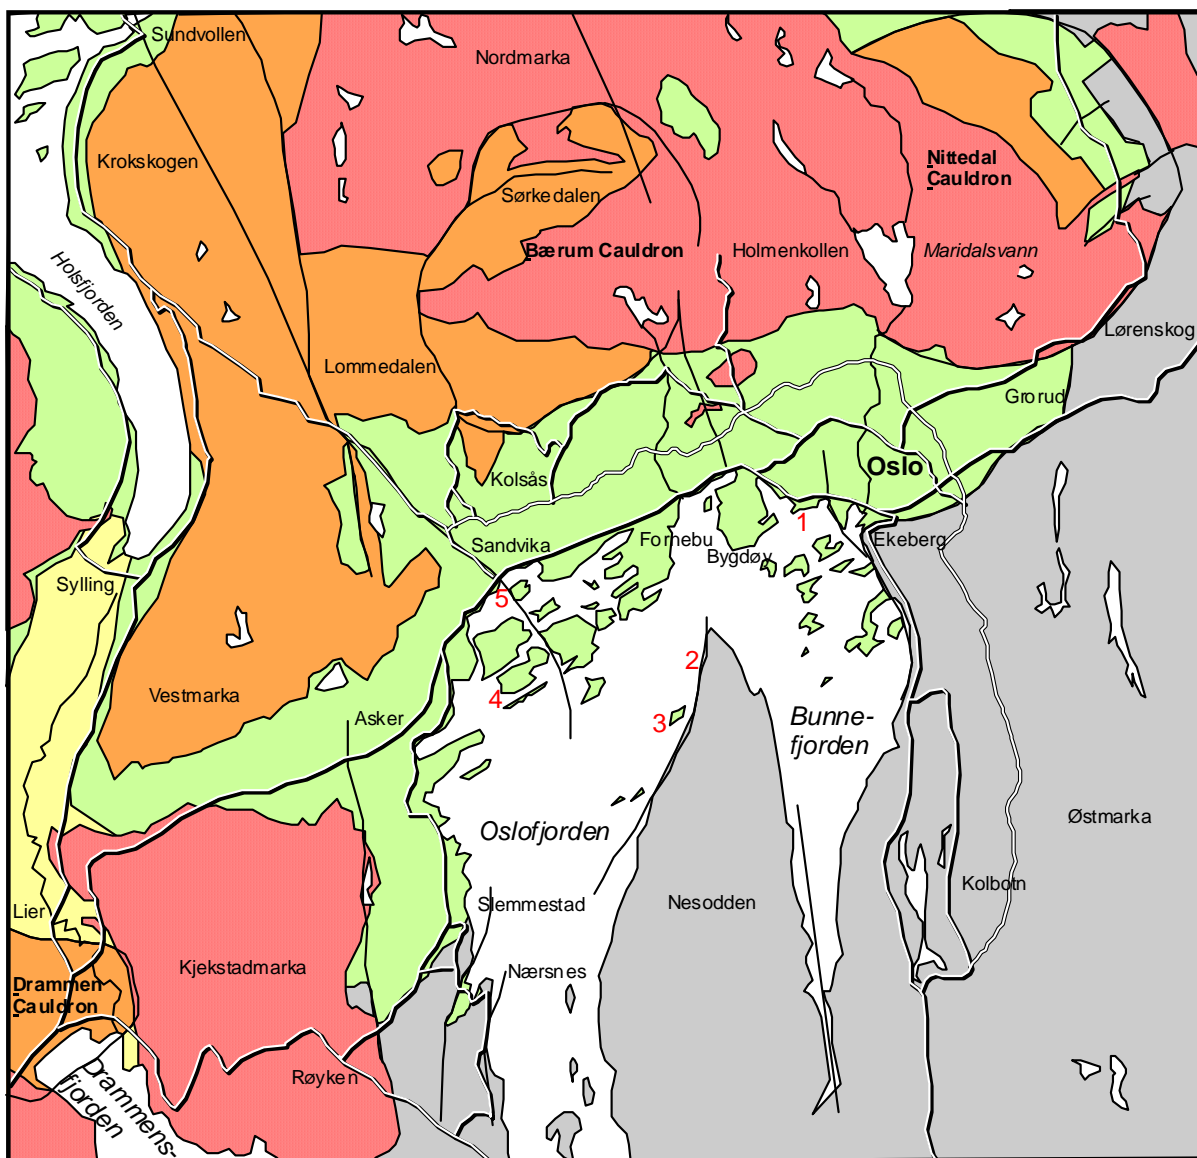 Sundvollen
Nordmarka
Krokskogen
Nittedal
Cauldron
Sørkedalen
Bærum Cauldron
Holmenkollen
Maridalsvann
Holsfjorden
Lørenskog
Lommedalen
Grorud
Oslo
Kolsås
1
Sandvika
Fornebu
Ekeberg
Bygdøy
Sylling
5
2
Vestmarka
4
Asker
3
Bunne-
fjorden
Oslofjorden
Østmarka
Kolbotn
Lier
Slemmestad
Nesodden
Kjekstadmarka
Nærsnes
Drammen
Cauldron
Røyken
Drammens-
fjorden